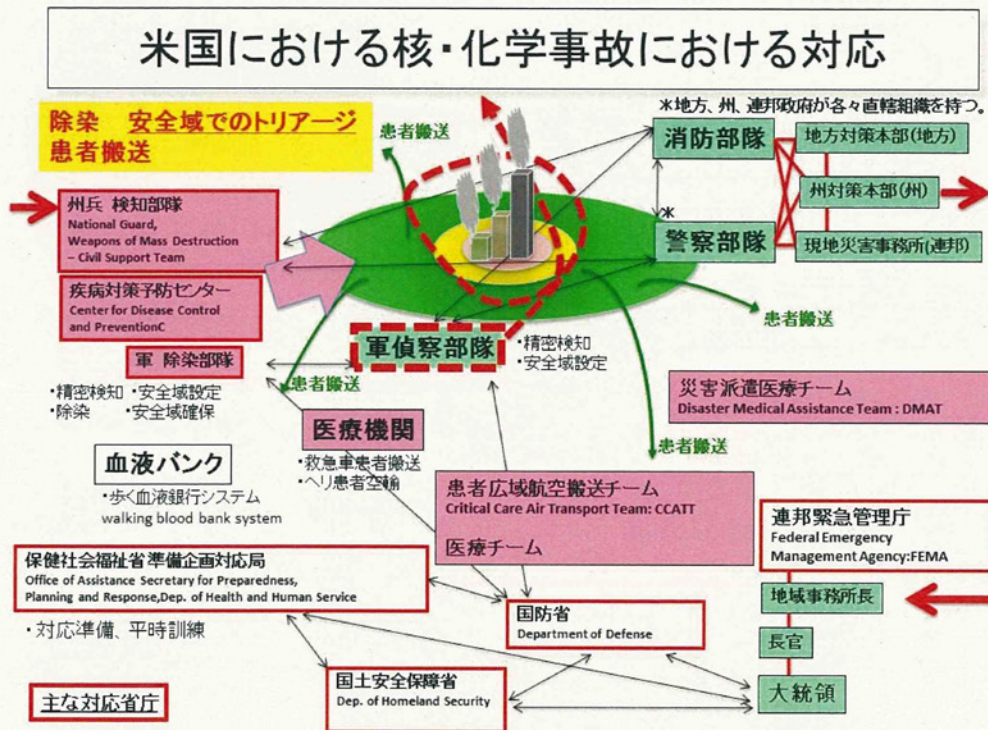 米国における核・化学事故における対応
除染　安全域でのトリアージ
患者搬送
患者搬送
＊地方、州、連邦政府が各々直轄組織を持つ。
消防部隊
地方対策本部(地方)
州対策本部(州)
＊
警察部隊
現地災害事務所(連邦)
州兵 検知部隊
National Guard,
Weapons of Mass Destruction
– Civil Support Team
疾病対策予防センター
Center for Disease Control
and PreventionC
軍 除染部隊
・精密検知 ・安全域設定
・除染 ・安全域確保
患者搬送
軍偵察部隊
・精密検知
・安全域設定
患者搬送
災害派遣医療チーム
Disaster Medical Assistance Team : DMAT
患者搬送
医療機関
・救急車患者搬送
・ヘリ患者空輸
血液バンク
・歩く血液銀行システム
walking blood bank system
患者広域航空搬送チーム
Critical Care Air Transport Team: CCATT
医療チーム
連邦緊急管理庁
Federal Emergency
Management Agency:FEMA
地域事務所長
長官
大統領
保健社会福祉省準備企画対応局
Office of Assistance Secretary for Preparedness,
Planning and Response,Dep. of Health and Human Service
・対応準備、平時訓練
国防省
Department of Defense
国土安全保障省
Dep. of Homeland Security
主な対応省庁